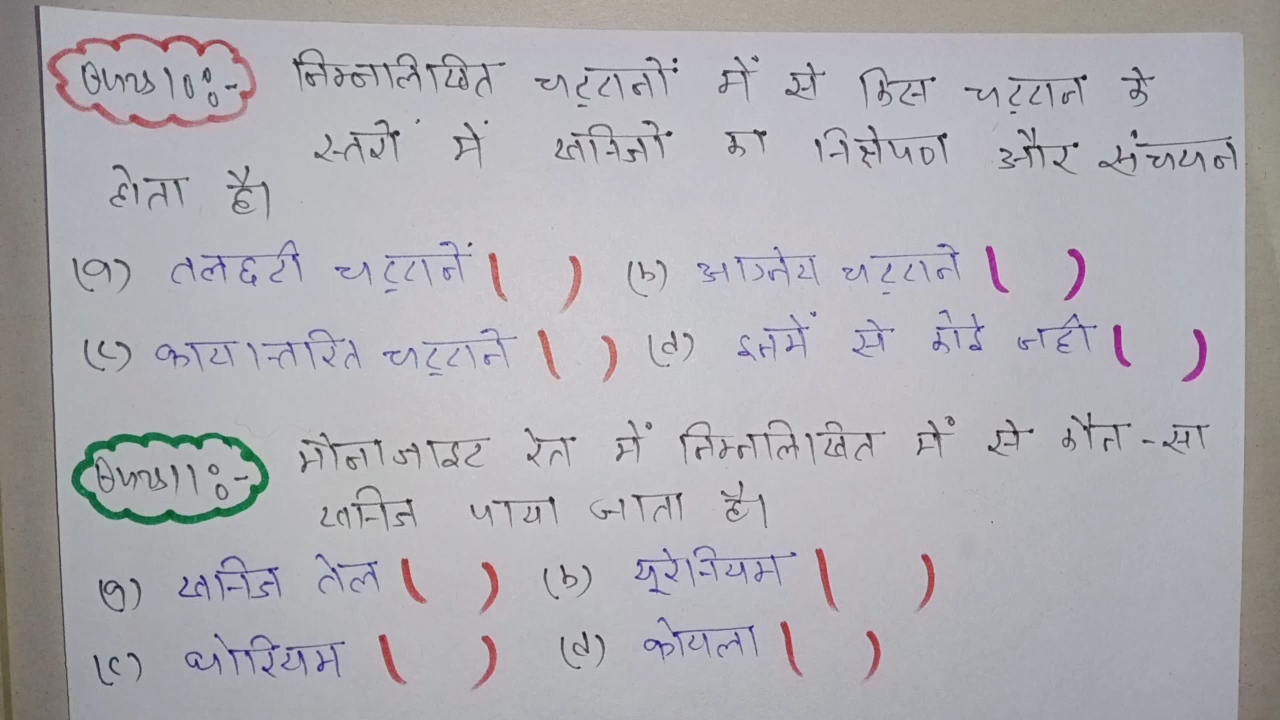 Ques10:- निम्नलिखित चट्टानों में से किस चट्टान के
स्तरों में खनिजों का निक्षेपण और संचयन
होता है।
(a) तलछटी चट्टानें ( ) (b) आग्नेय चट्टाने ( )
(c) कायान्तरित चट्टाने ( ) (d) इनमें से कोई नही ( )
Ques11:- मोनाजाइट रेत में निम्नलिखित में से कौन-सा
खनिज पाया जाता है।
(a) खनिज तेल ( ) (b) यूरेनियम ( )
(c) थोरियम ( ) (d) कोयला ( )